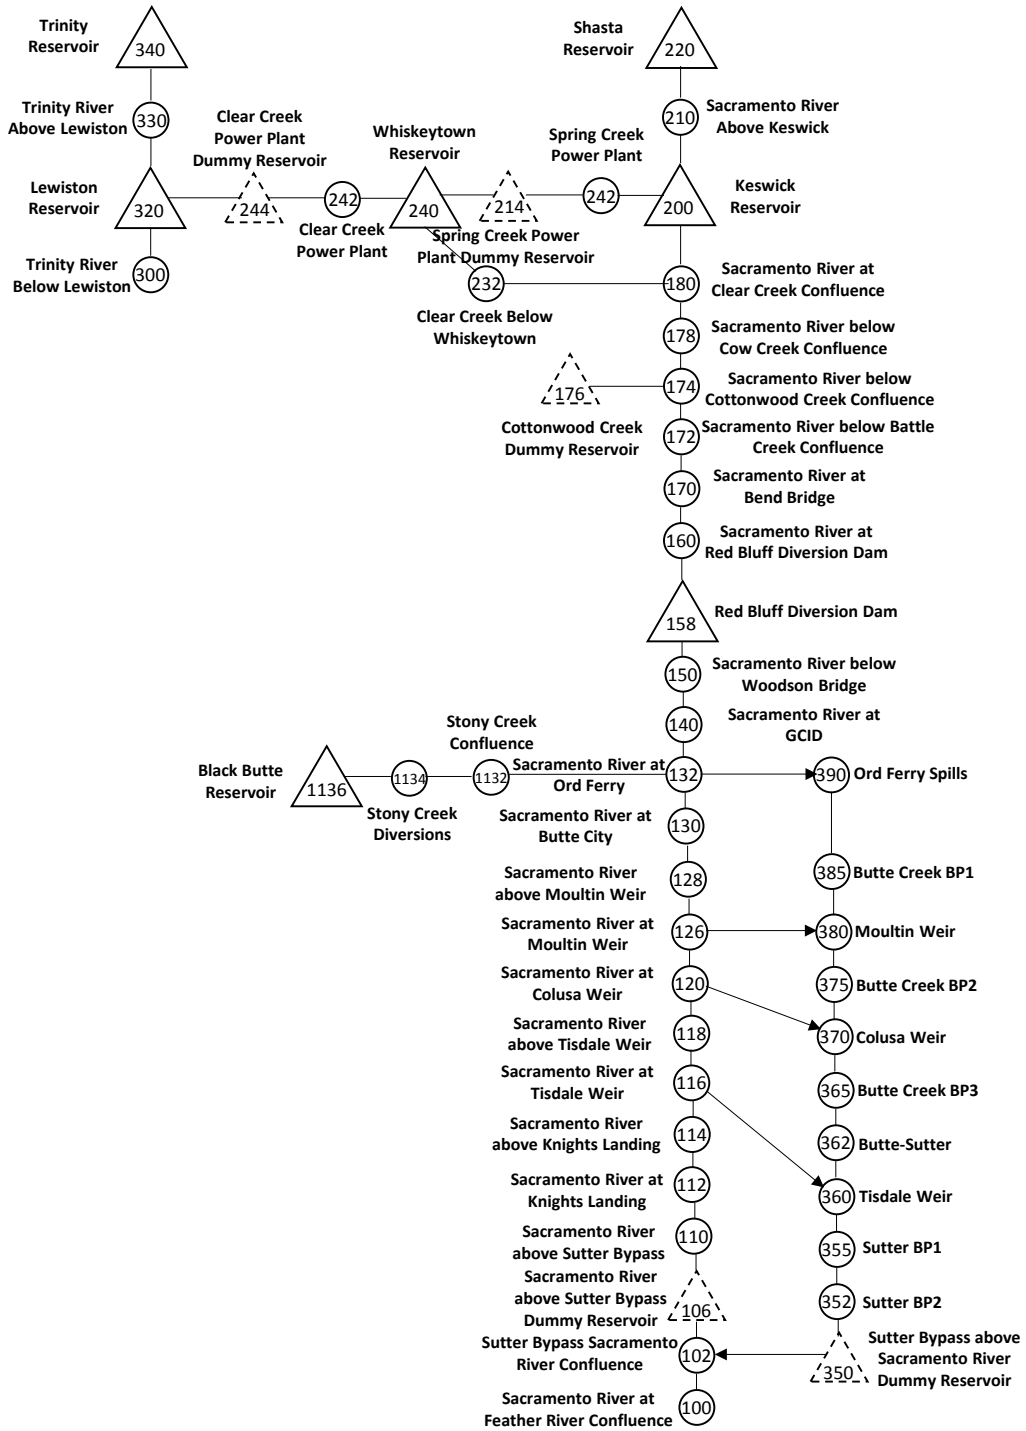 Trinity
Reservoir
340
Shasta
Reservoir
220
Trinity River
Above Lewiston
330
Clear Creek
Power Plant
Dummy Reservoir
Whiskeytown
Reservoir
Spring Creek
Power Plant
210
Sacramento River
Above Keswick
Lewiston
Reservoir
320
244
242
Clear Creek
Power Plant
240
214
Spring Creek Power
Plant Dummy Reservoir
242
200
Keswick
Reservoir
Trinity River
Below Lewiston
300
232
Clear Creek Below
Whiskeytown
180
Sacramento River at
Clear Creek Confluence
178
Sacramento River below
Cow Creek Confluence
176
Cottonwood Creek
Dummy Reservoir
174
Sacramento River below
Cottonwood Creek Confluence
172
Sacramento River below Battle
Creek Confluence
170
Sacramento River at
Bend Bridge
160
Sacramento River at
Red Bluff Diversion Dam
158
Red Bluff Diversion Dam
150
Sacramento River below
Woodson Bridge
140
Sacramento River at
GCID
Black Butte
Reservoir
1136
1134
Stony Creek
Diversions
Stony Creek
Confluence
1132
Sacramento River at
Ord Ferry
132
390
Ord Ferry Spills
Sacramento River at
Butte City
130
Sacramento River
above Moultin Weir
128
385
Butte Creek BP1
Sacramento River at
Moultin Weir
126
380
Moultin Weir
Sacramento River at
Colusa Weir
120
375
Butte Creek BP2
Sacramento River
above Tisdale Weir
118
370
Colusa Weir
Sacramento River at
Tisdale Weir
116
365
Butte Creek BP3
Sacramento River
above Knights Landing
114
362
Butte-Sutter
Sacramento River at
Knights Landing
112
360
Tisdale Weir
Sacramento River
above Sutter Bypass
110
355
Sutter BP1
Sacramento River
above Sutter Bypass
Dummy Reservoir
106
352
Sutter BP2
Sutter Bypass Sacramento
River Confluence
102
350
Sutter Bypass above
Sacramento River
Dummy Reservoir
Sacramento River at
Feather River Confluence
100